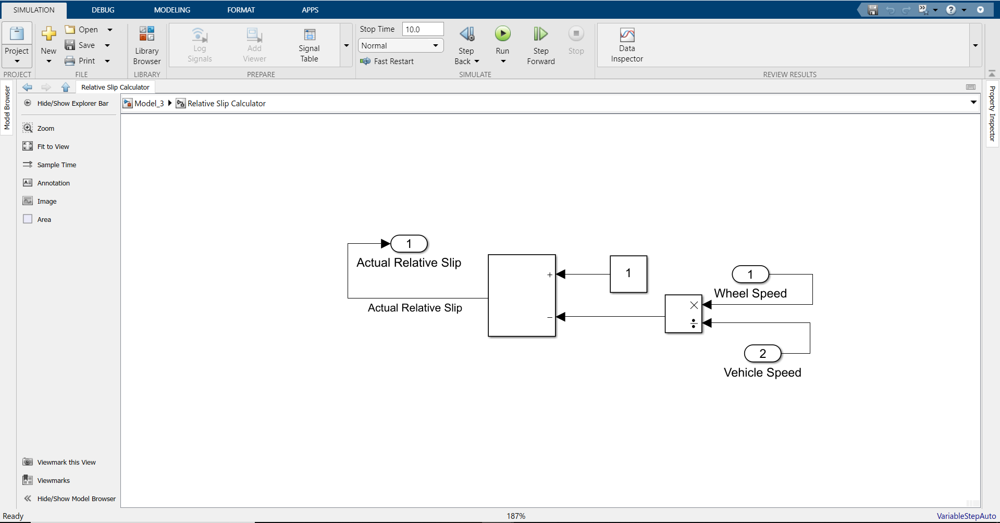 SIMULATION
DEBUG
MODELING
FORMAT
APPS
Project
New
Open
Save
Print
Library
Browser
Log
Signals
Add
Viewer
Signal
Table
Stop Time
10.0
Normal
Fast Restart
Step
Back
Run
Step
Forward
Stop
Data
Inspector
PROJECT
FILE
LIBRARY
PREPARE
SIMULATE
REVIEW RESULTS
Model Browser
Relative Slip Calculator
Property Inspector
Hide/Show Explorer Bar
Model_3
Relative Slip Calculator
Zoom
Fit to View
Sample Time
Annotation
Image
Area
1
Actual Relative Slip
Actual Relative Slip
+
−
1
×
÷
1
Wheel Speed
2
Vehicle Speed
Viewmark this View
Viewmarks
Hide/Show Model Browser
Ready
187%
VariableStepAuto